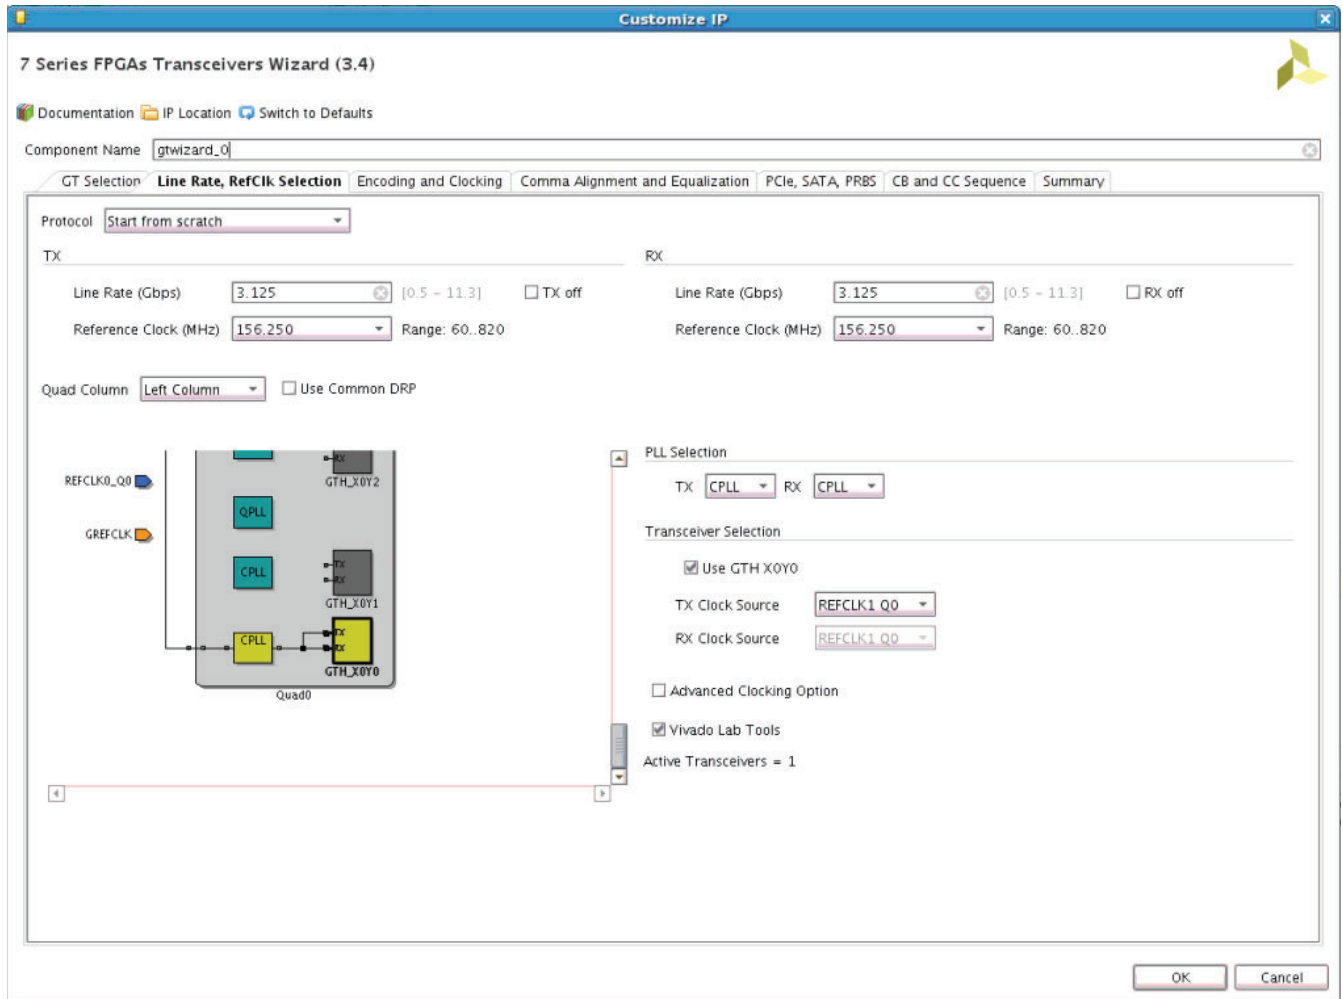 Customize IP
7 Series FPGAs Transceivers Wizard (3.4)
Documentation IP Location Switch to Defaults
Component Name gtwizard_0
GT Selection Line Rate, RefClk Selection Encoding and Clocking Comma Alignment and Equalization PCIe, SATA, PRBS CB and CC Sequence Summary
Protocol Start from scratch
TX RX
Line Rate (Gbps) 3.125 [0.5 - 11.3] TX off Line Rate (Gbps) 3.125 [0.5 - 11.3] RX off
Reference Clock (MHz) 156.250 Range: 60..820 Reference Clock (MHz) 156.250 Range: 60..820
Quad Column Left Column Use Common DRP
RX
GTH_X0Y2
REFCLK0_Q0
QPLL
GREFCLK
CPLL
TX
RX
GTH_X0Y1
CPLL
TX
RX
GTH_X0Y0
Quad0
PLL Selection
TX CPLL RX CPLL
Transceiver Selection
Use GTH X0Y0
TX Clock Source REFCLK1 Q0
RX Clock Source REFCLK1 Q0
Advanced Clocking Option
Vivado Lab Tools
Active Transceivers = 1
OK Cancel